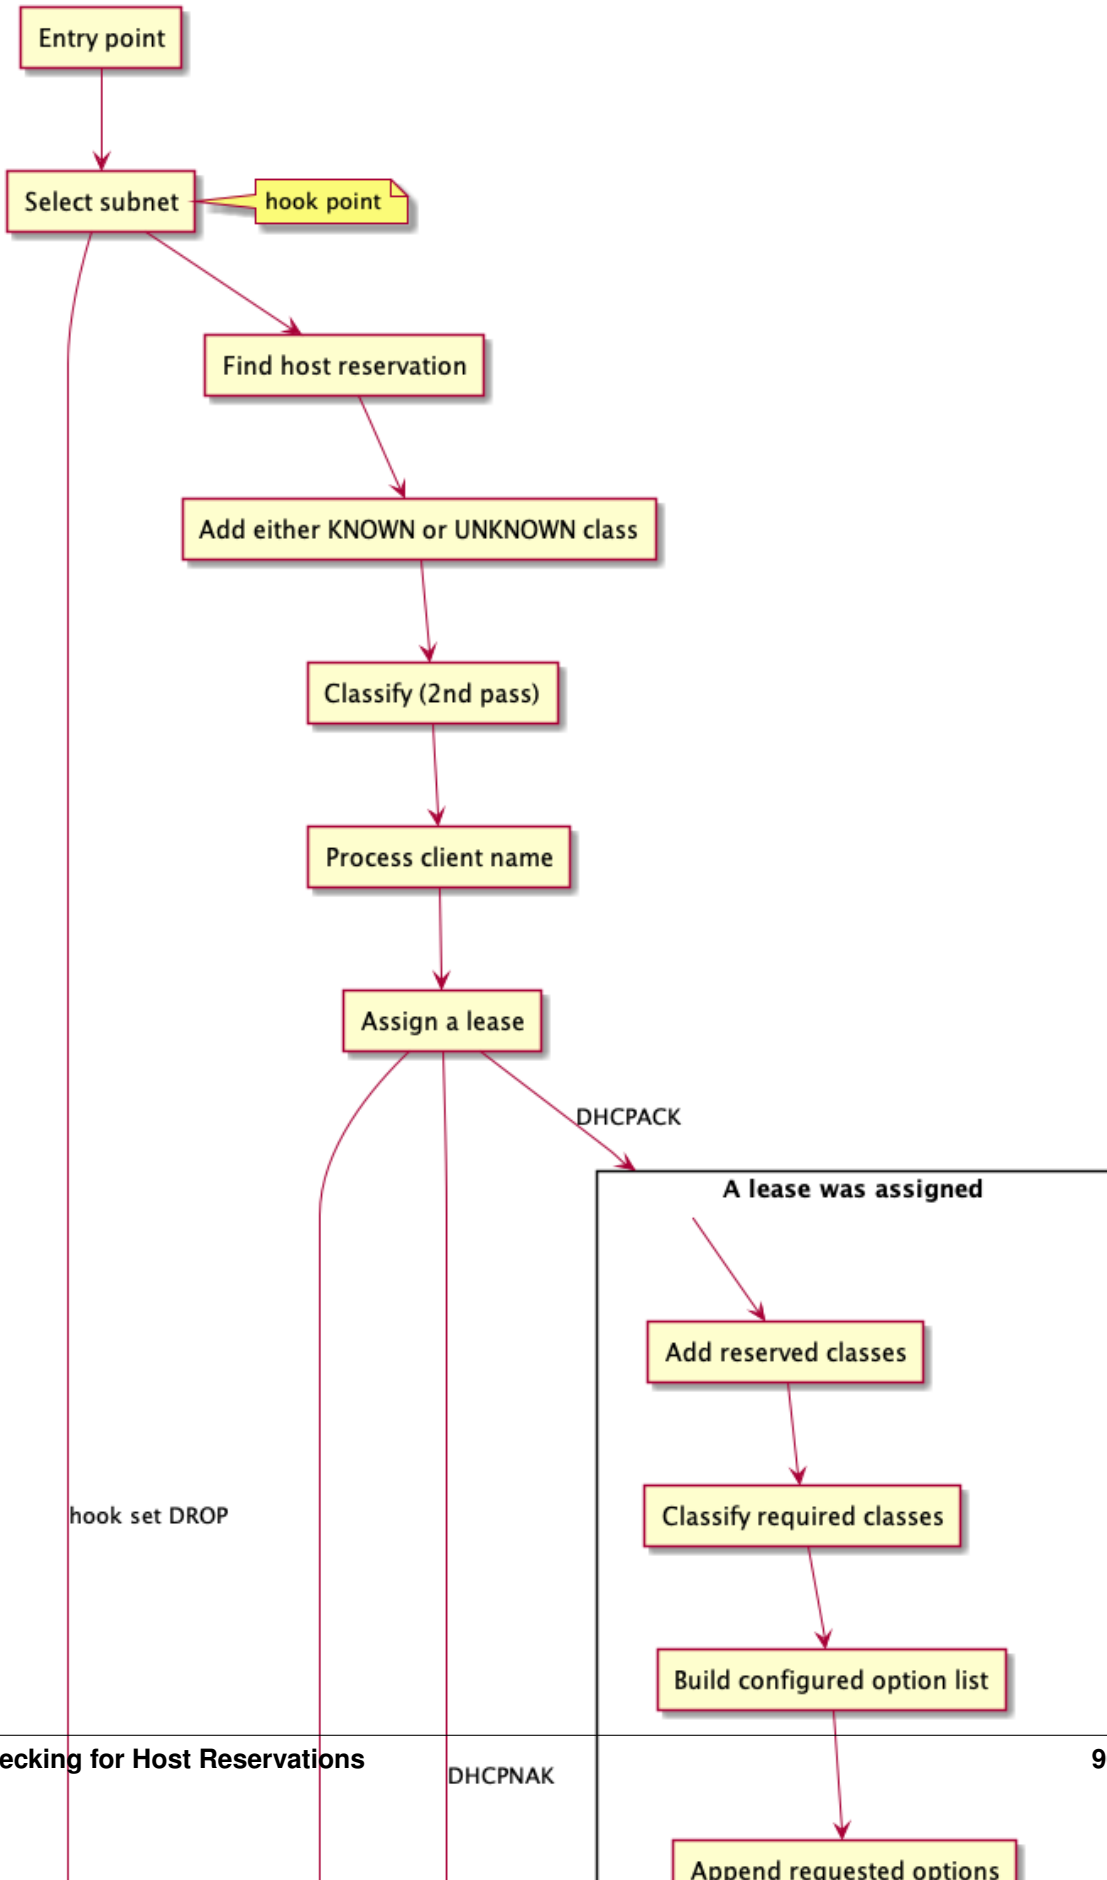 Entry point
Select subnet
hook point
Find host reservation
Add either KNOWN or UNKNOWN class
Classify (2nd pass)
Process client name
Assign a lease
DHCPACK
A lease was assigned
Add reserved classes
Classify required classes
hook set DROP
Build configured option list
ecking for Host Reservations
9
DHCPNAK
Append requested options